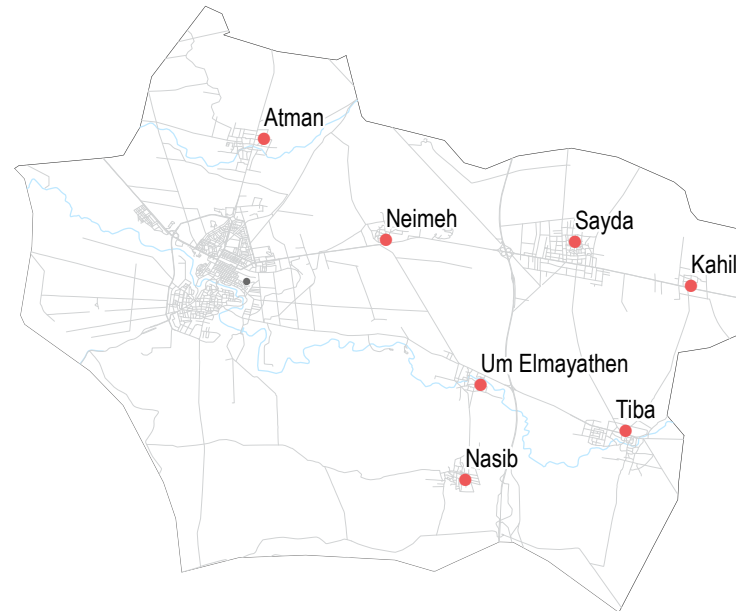 Atman
Neimeh
Sayda
Kahil
Um Elmayathen
Tiba
Nasib